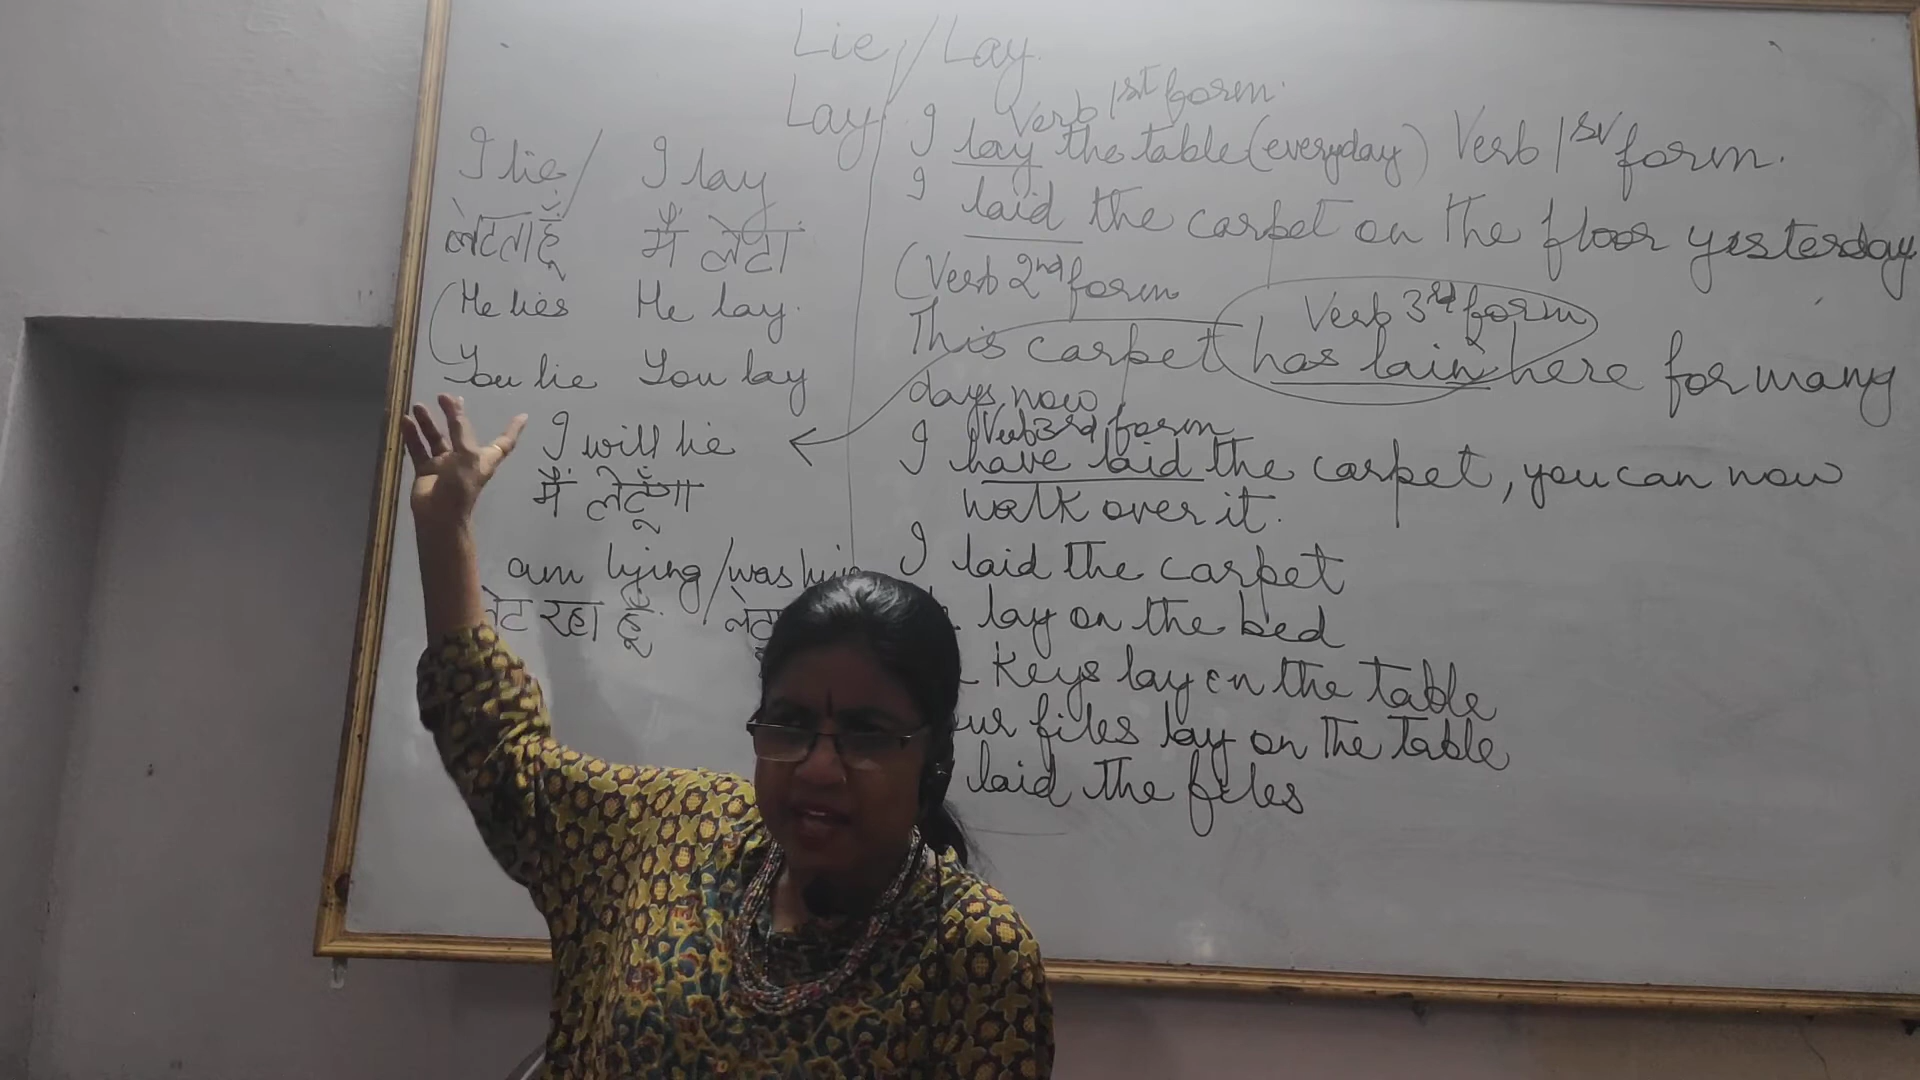 Lie / Lay
Lay
I lie / I lay
लेटता हूँ मैं लेटा
He lies He lay.
You lie You lay
I will lie
मैं लेटूँगा
am lying / was lying
लेट रहा हूँ
Verb 1st form.
I lay the table (everyday) Verb 1st form.
I laid the carpet on the floor yesterday
(Verb 2nd form
Verb 3rd form
This carpet has lain here for many
days now
Verb 3rd form
I have laid the carpet, you can now
walk over it.
I laid the carpet
lay on the bed
Keys lay on the table
files lay on the table
laid the files